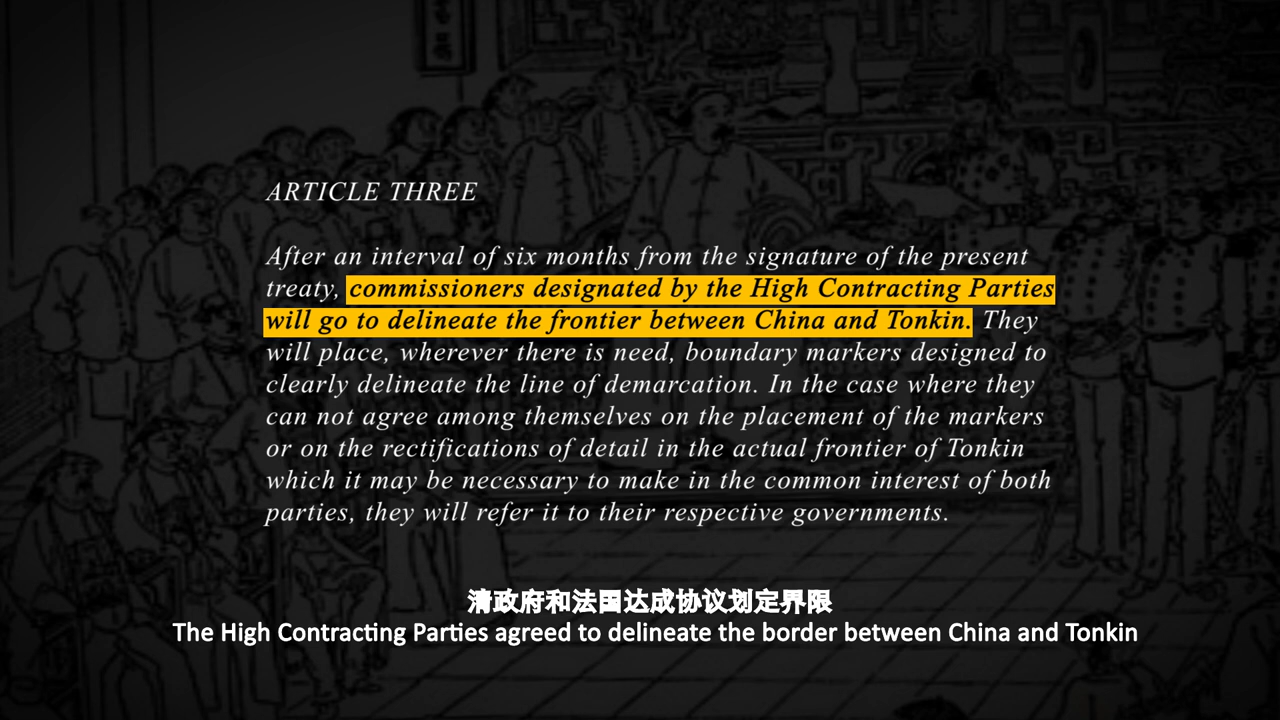 ARTICLE THREE
After an interval of six months from the signature of the present
treaty, commissioners designated by the High Contracting Parties
will go to delineate the frontier between China and Tonkin. They
will place, wherever there is need, boundary markers designed to
clearly delineate the line of demarcation. In the case where they
can not agree among themselves on the placement of the markers
or on the rectifications of detail in the actual frontier of Tonkin
which it may be necessary to make in the common interest of both
parties, they will refer it to their respective governments.
清政府和法国达成协议划定界限
The High Contracting Parties agreed to delineate the border between China and Tonkin